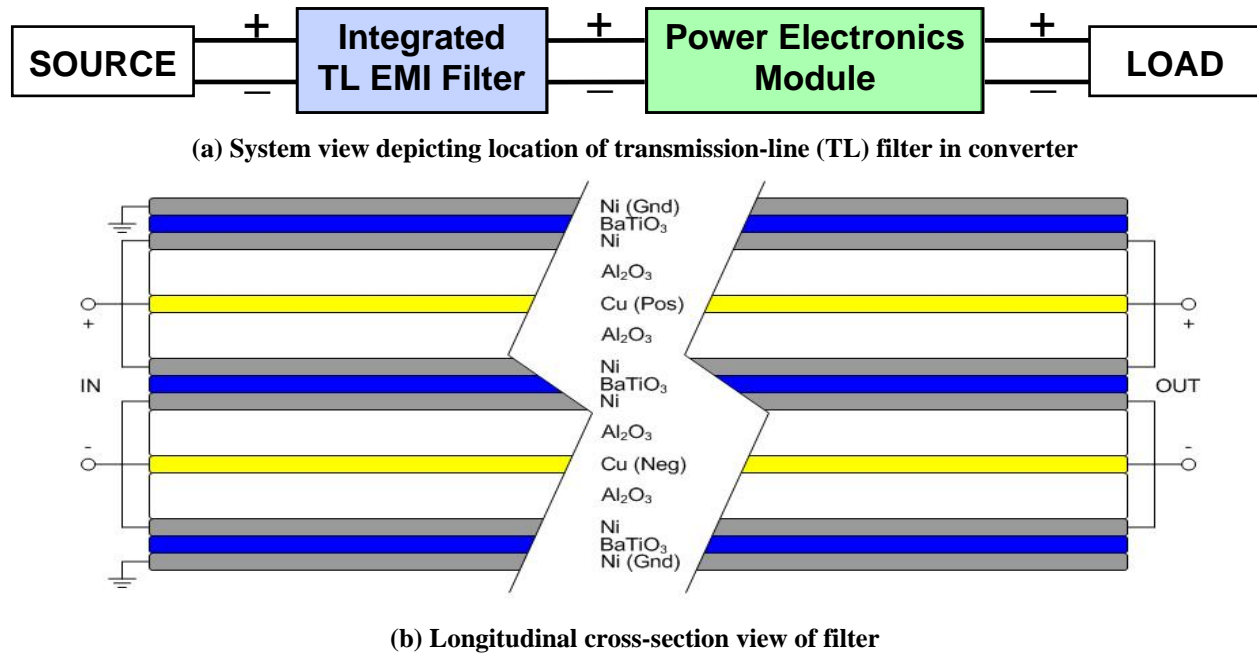 + + +
SOURCE
Integrated
TL EMI Filter
Power Electronics
Module
LOAD
− − −
(a) System view depicting location of transmission-line (TL) filter in converter
Ni (Gnd)
BaTiO₃
Ni
Al₂O₃
+ Cu (Pos) +
Al₂O₃
Ni
IN BaTiO₃ OUT
Ni
Al₂O₃
- Cu (Neg) -
Al₂O₃
Ni
BaTiO₃
Ni (Gnd)
(b) Longitudinal cross-section view of filter